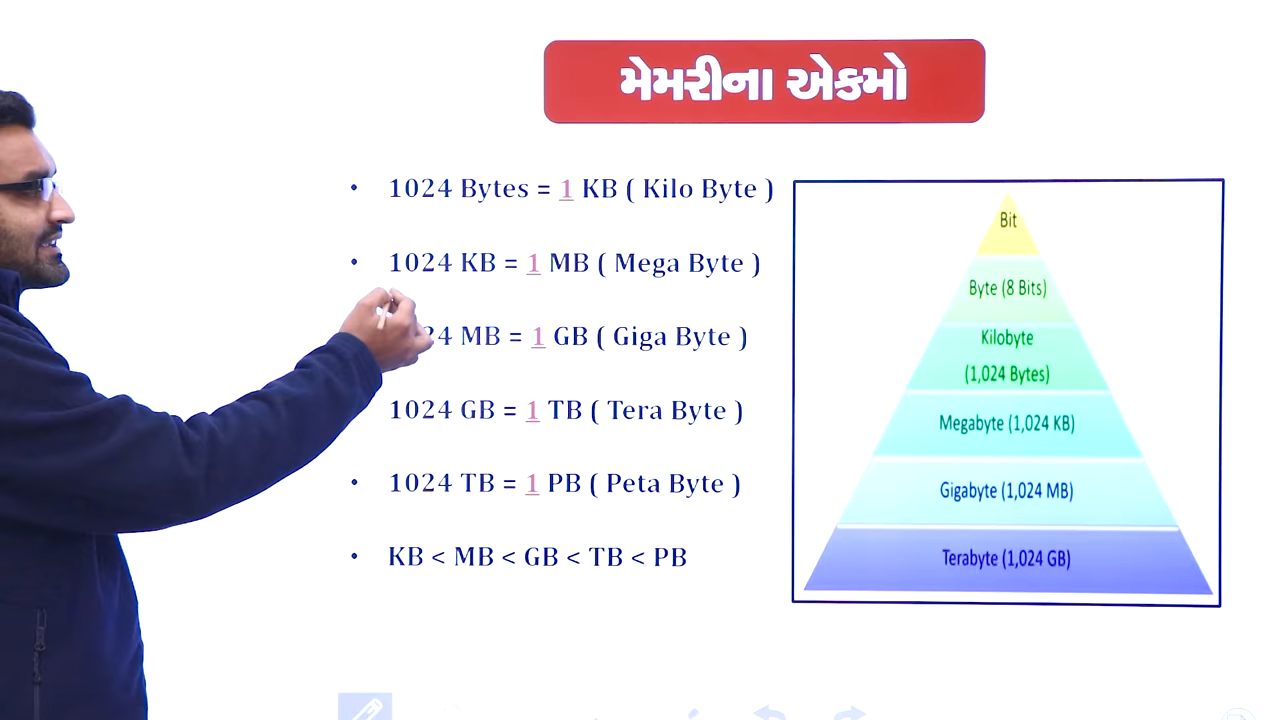 મેમરીના એકમો
• 1024 Bytes = 1 KB ( Kilo Byte )
• 1024 KB = 1 MB ( Mega Byte )
24 MB = 1 GB ( Giga Byte )
1024 GB = 1 TB ( Tera Byte )
• 1024 TB = 1 PB ( Peta Byte )
• KB < MB < GB < TB < PB
Bit
Byte (8 Bits)
Kilobyte
(1,024 Bytes)
Megabyte (1,024 KB)
Gigabyte (1,024 MB)
Terabyte (1,024 GB)